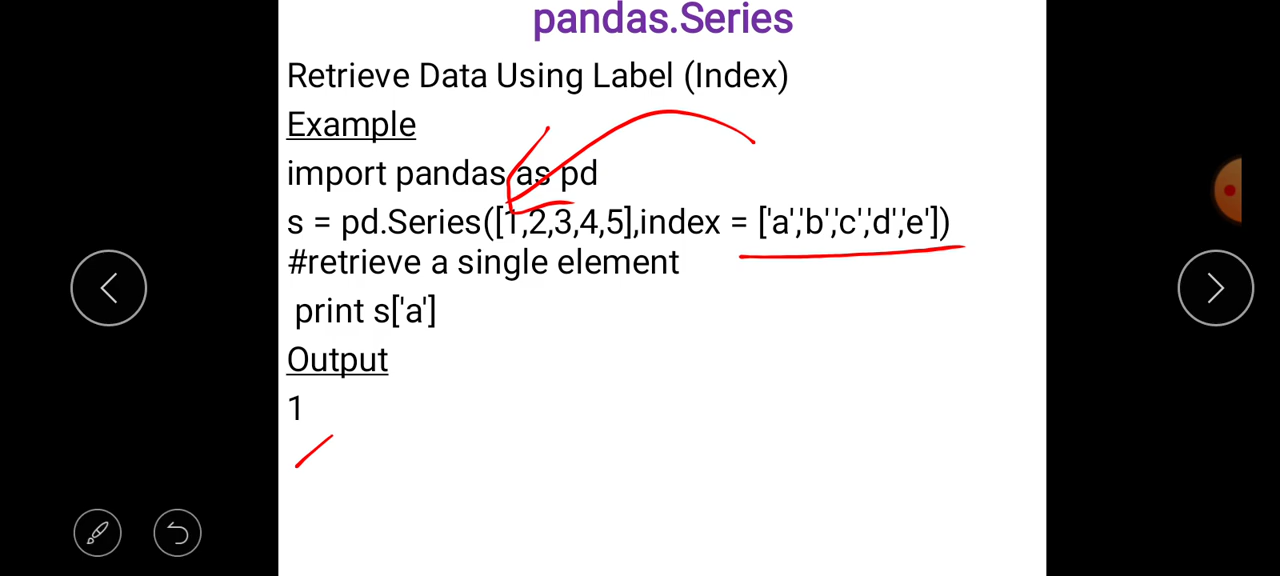 pandas.Series
Retrieve Data Using Label (Index)
Example
import pandas as pd
s = pd.Series([1,2,3,4,5],index = ['a','b','c','d','e'])
#retrieve a single element
print s['a']
Output
1